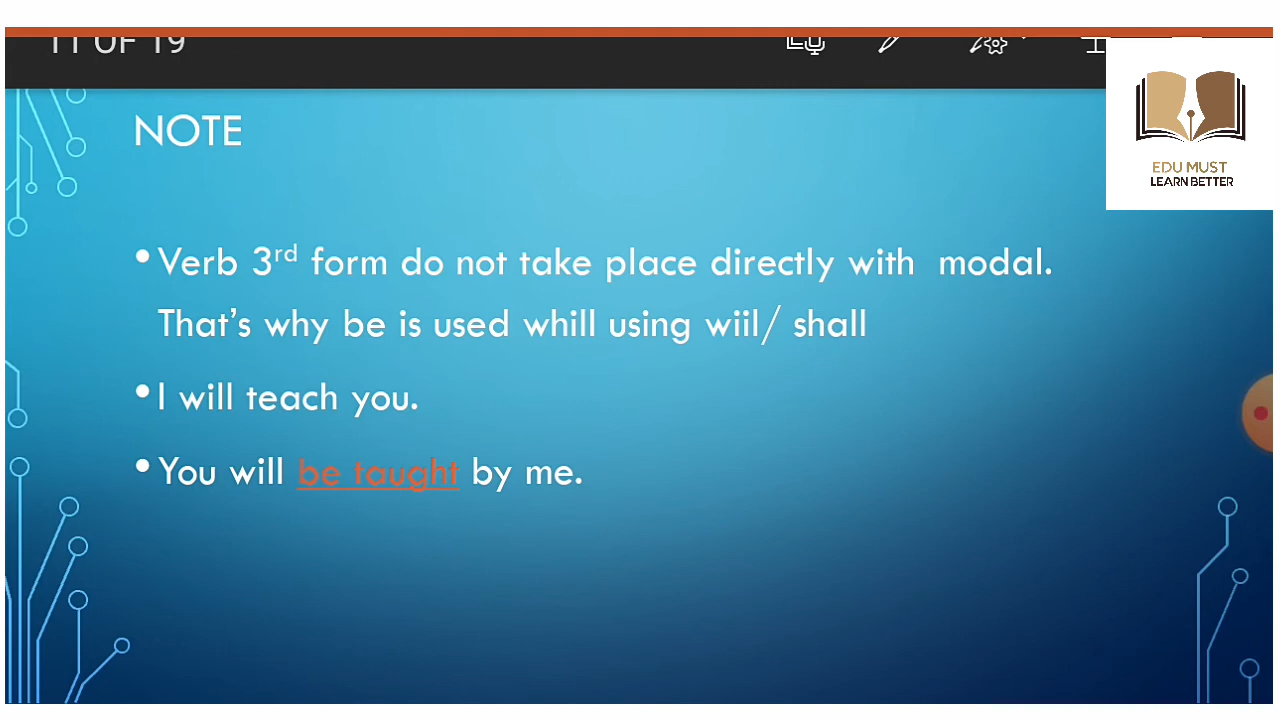 11 OF 19
EDU MUST
LEARN BETTER
NOTE
•Verb 3rd form do not take place directly with modal.
That's why be is used whill using wiil/ shall
•I will teach you.
•You will be taught by me.